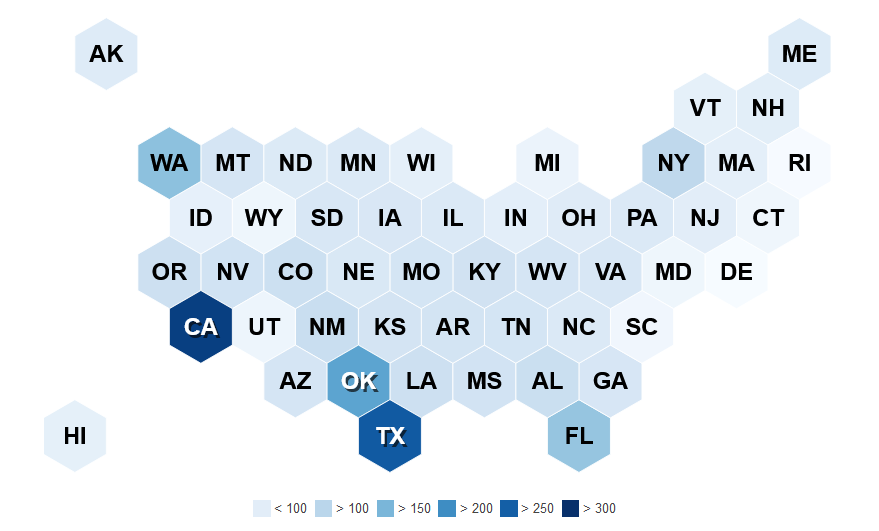 AK ME
VT NH
WA MT ND MN WI MI NY MA RI
ID WY SD IA IL IN OH PA NJ CT
OR NV CO NE MO KY WV VA MD DE
CA UT NM KS AR TN NC SC
AZ OK LA MS AL GA
HI TX FL
< 100 > 100 > 150 > 200 > 250 > 300